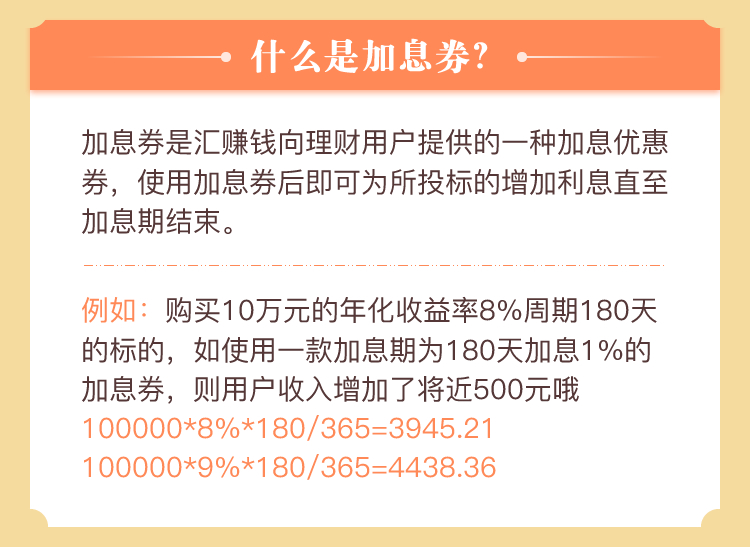 什么是加息券?
加息券是汇赚钱向理财用户提供的一种加息优惠
券，使用加息券后即可为所投标的增加利息直至
加息期结束。
例如：购买10万元的年化收益率8%周期180天
的标的，如使用一款加息期为180天加息1%的
加息券，则用户收入增加了将近500元哦
100000*8%*180/365=3945.21
100000*9%*180/365=4438.36